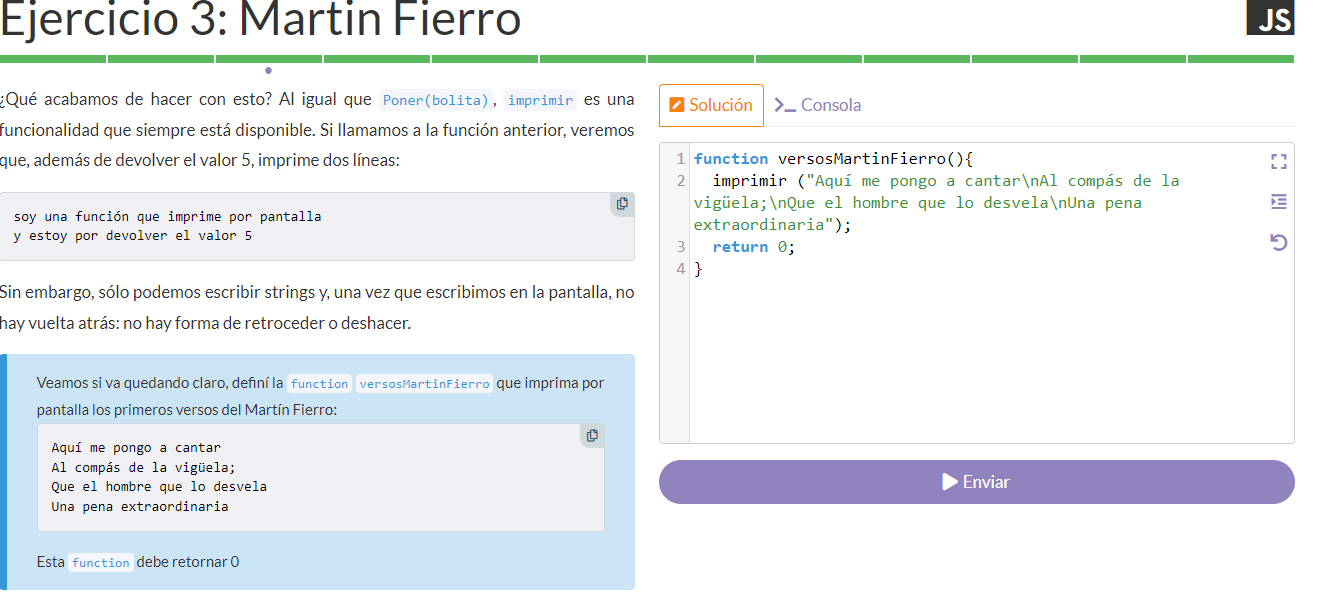 Ejercicio 3: Martin Fierro
JS
¿Qué acabamos de hacer con esto? Al igual que Poner(bolita), imprimir es una
funcionalidad que siempre está disponible. Si llamamos a la función anterior, veremos
que, además de devolver el valor 5, imprime dos líneas:
soy una función que imprime por pantalla
y estoy por devolver el valor 5
Sin embargo, sólo podemos escribir strings y, una vez que escribimos en la pantalla, no
hay vuelta atrás: no hay forma de retroceder o deshacer.
Veamos si va quedando claro, definí la function versosMartinFierro que imprima por
pantalla los primeros versos del Martín Fierro:
Aquí me pongo a cantar
Al compás de la vigüela;
Que el hombre que lo desvela
Una pena extraordinaria
Esta function debe retornar 0
Solución
Consola
1 function versosMartinFierro(){
2 imprimir ("Aquí me pongo a cantar\nAl compás de la
vigüela;\nQue el hombre que lo desvela\nUna pena
extraordinaria");
3 return 0;
4 }
Enviar